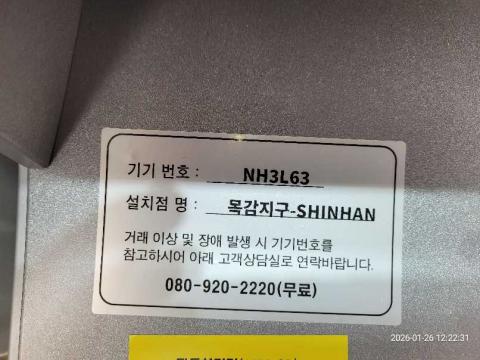 기기 번호 : NH3L63
설치점 명 : 목감지구-SHINHAN
거래 이상 및 장애 발생 시 기기번호를
참고하시어 아래 고객상담실로 연락바랍니다.
080-920-2220(무료)
2026-01-26 12:22:31